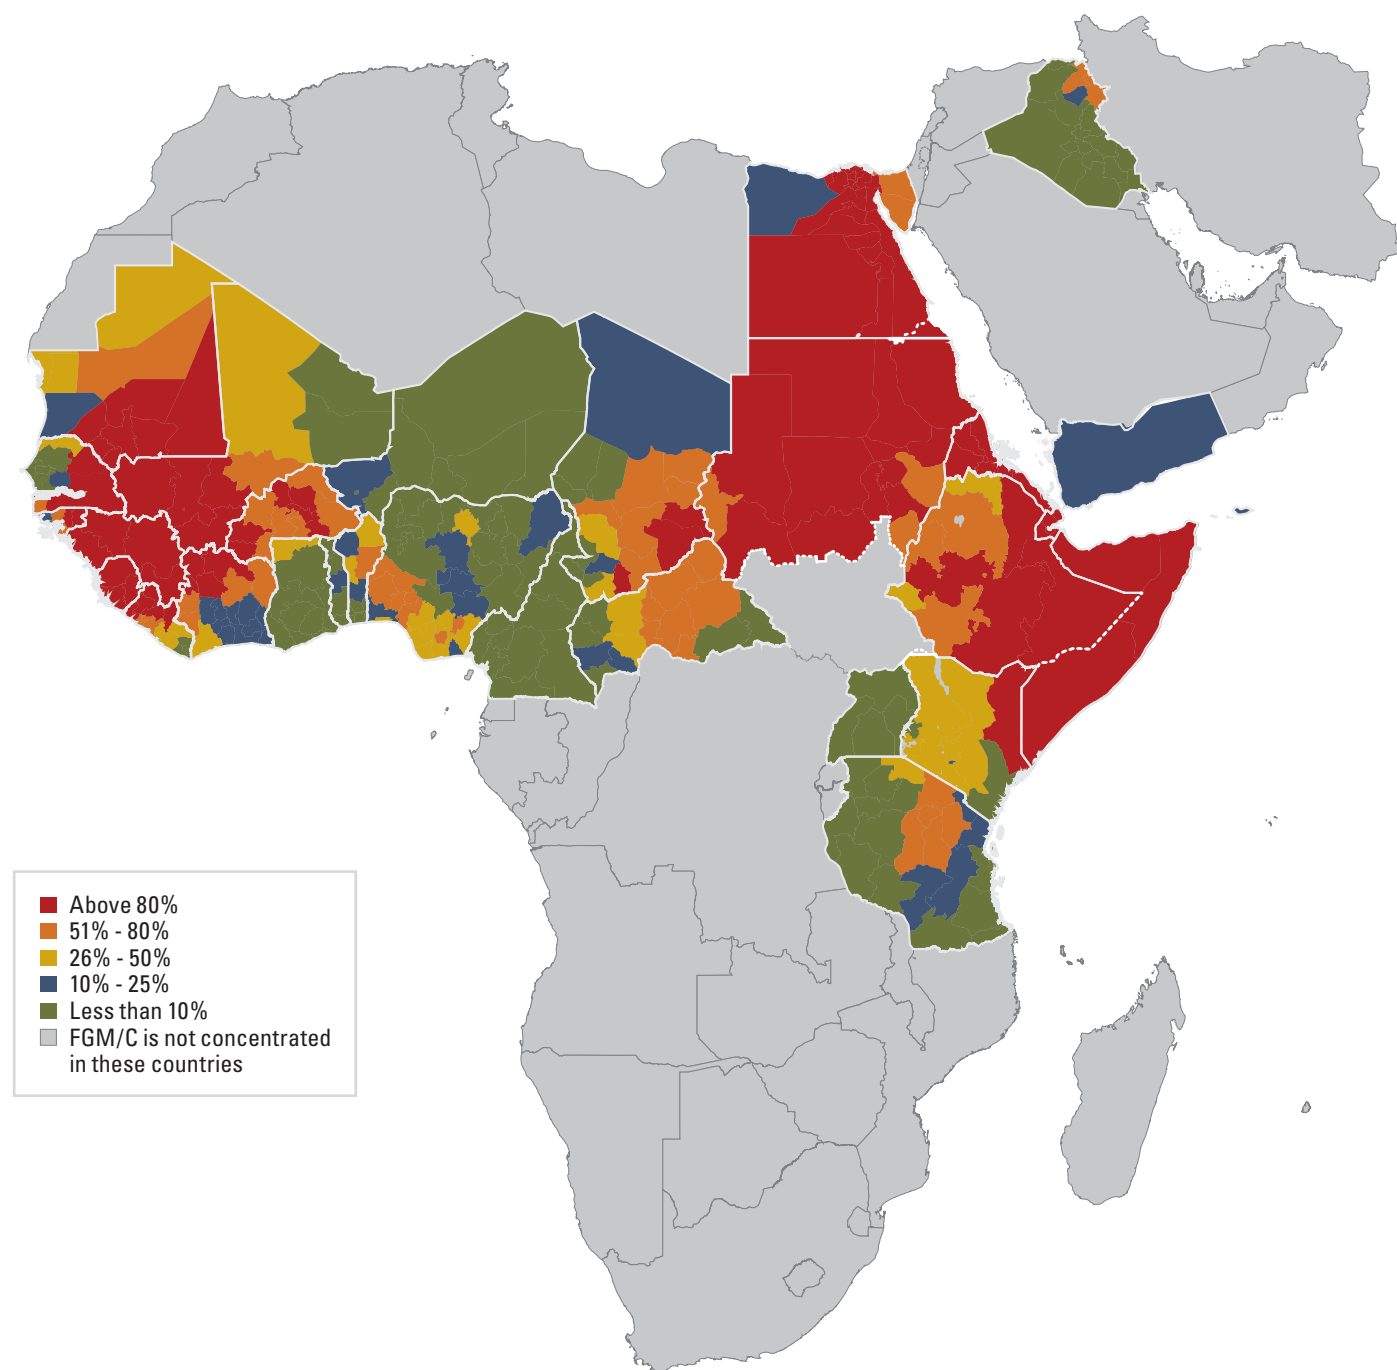 Above 80%
51% - 80%
26% - 50%
10% - 25%
Less than 10%
FGM/C is not concentrated
in these countries